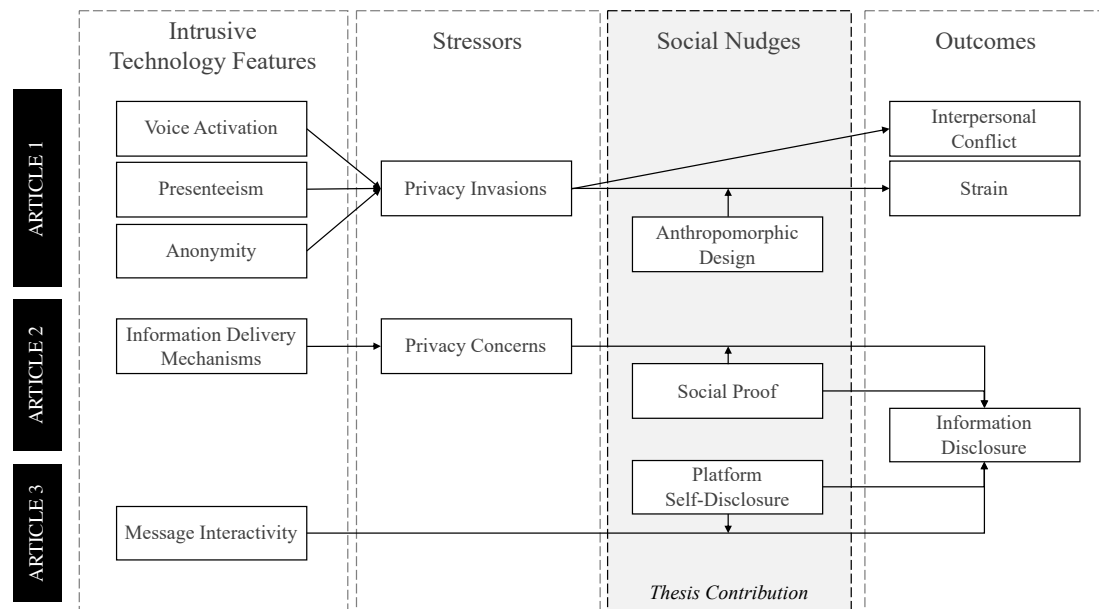 Intrusive
Technology Features
Stressors
Social Nudges
Outcomes
ARTICLE 1
Voice Activation
Presenteeism
Anonymity
Privacy Invasions
Anthropomorphic
Design
Interpersonal
Conflict
Strain
ARTICLE 2
Information Delivery
Mechanisms
Privacy Concerns
Social Proof
Information
Disclosure
ARTICLE 3
Platform
Self-Disclosure
Message Interactivity
Thesis Contribution